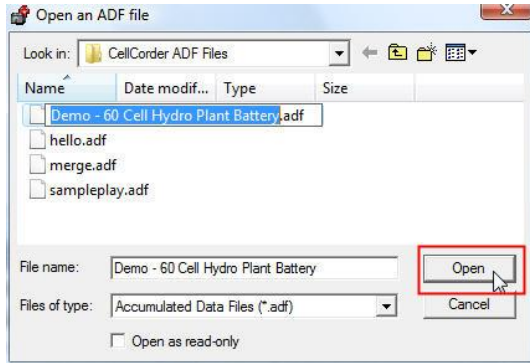 Open an ADF file
Look in: CellCorder ADF Files
Name Date modif... Type Size
Demo - 60 Cell Hydro Plant Battery.adf
hello.adf
merge.adf
sampleplay.adf
File name: Demo - 60 Cell Hydro Plant Battery Open
Files of type: Accumulated Data Files (*.adf) Cancel
Open as read-only